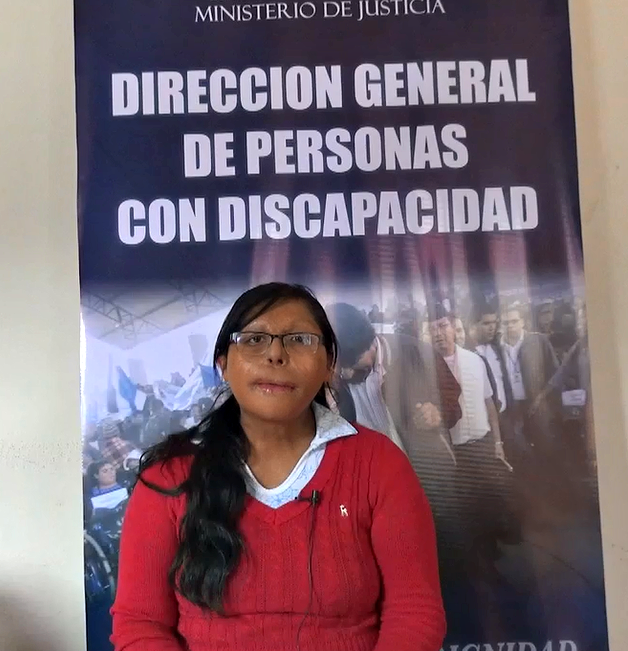 MINISTERIO DE JUSTICIA
DIRECCION GENERAL
DE PERSONAS
CON DISCAPACIDAD